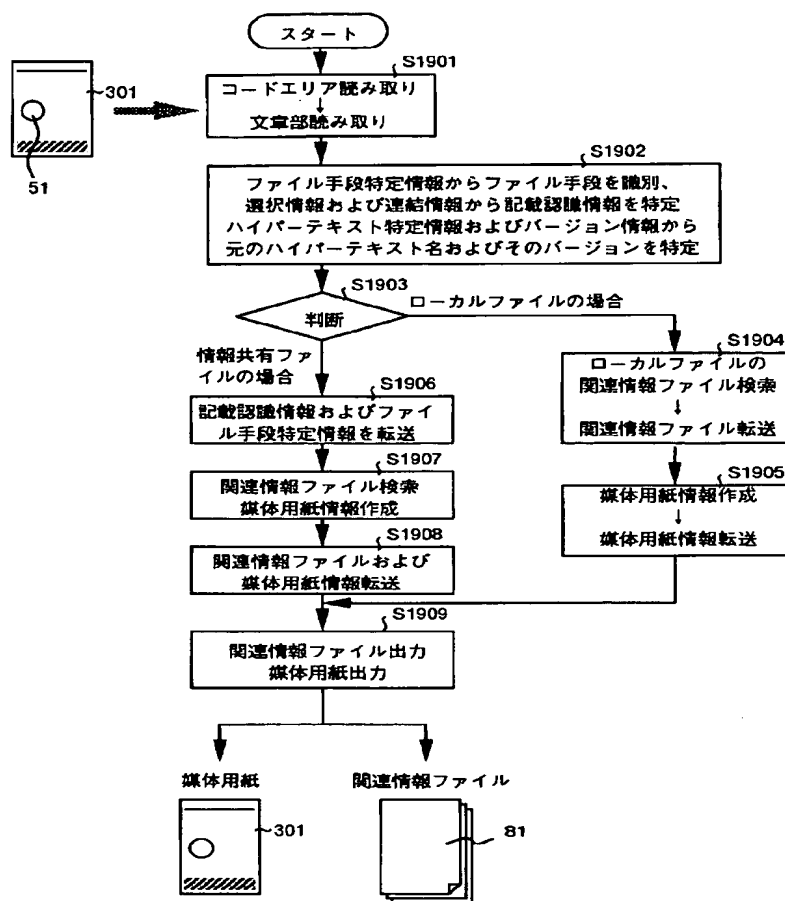 スタート
S1901
301
コードエリア読み取り
↓
文章部読み取り
51
S1902
ファイル手段特定情報からファイル手段を識別、
選択情報および連結情報から記載認識情報を特定
ハイパーテキスト特定情報およびバージョン情報から
元のハイパーテキスト名およびそのバージョンを特定
S1903
判断
ローカルファイルの場合
情報共有ファ
イルの場合
S1904
ローカルファイルの
関連情報ファイル検索
↓
関連情報ファイル転送
S1906
記載認識情報およびファイ
ル手段特定情報を転送
S1907
関連情報ファイル検索
媒体用紙情報作成
S1905
媒体用紙情報作成
↓
媒体用紙情報転送
S1908
関連情報ファイルおよび
媒体用紙情報転送
S1909
関連情報ファイル出力
媒体用紙出力
媒体用紙
関連情報ファイル
301
81